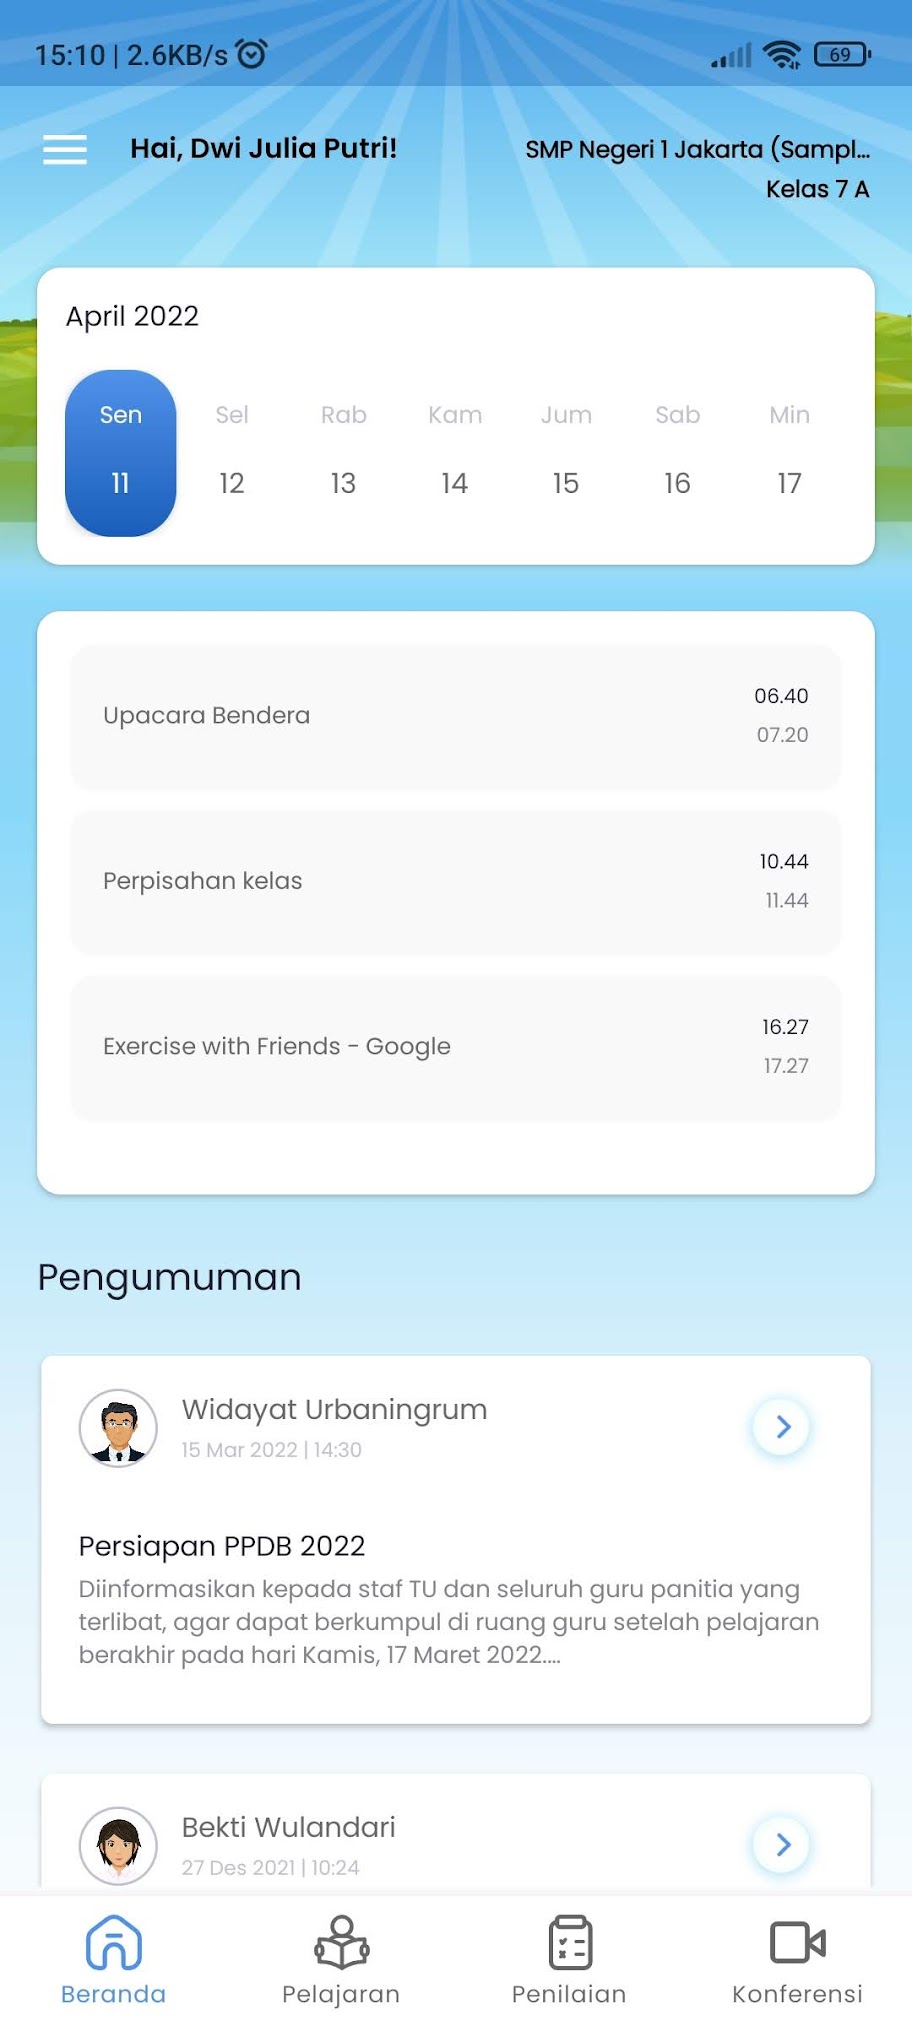 15:10 | 2.6KB/s
69
Hai, Dwi Julia Putri!
SMP Negeri 1 Jakarta (Sampl...
Kelas 7 A
April 2022
Sen Sel Rab Kam Jum Sab Min
11 12 13 14 15 16 17
Upacara Bendera
06.40
07.20
Perpisahan kelas
10.44
11.44
Exercise with Friends - Google
16.27
17.27
Pengumuman
Widayat Urbaningrum
15 Mar 2022 | 14:30
Persiapan PPDB 2022
Diinformasikan kepada staf TU dan seluruh guru panitia yang
terlibat, agar dapat berkumpul di ruang guru setelah pelajaran
berakhir pada hari Kamis, 17 Maret 2022....
Bekti Wulandari
27 Des 2021 | 10:24
Beranda Pelajaran Penilaian Konferensi